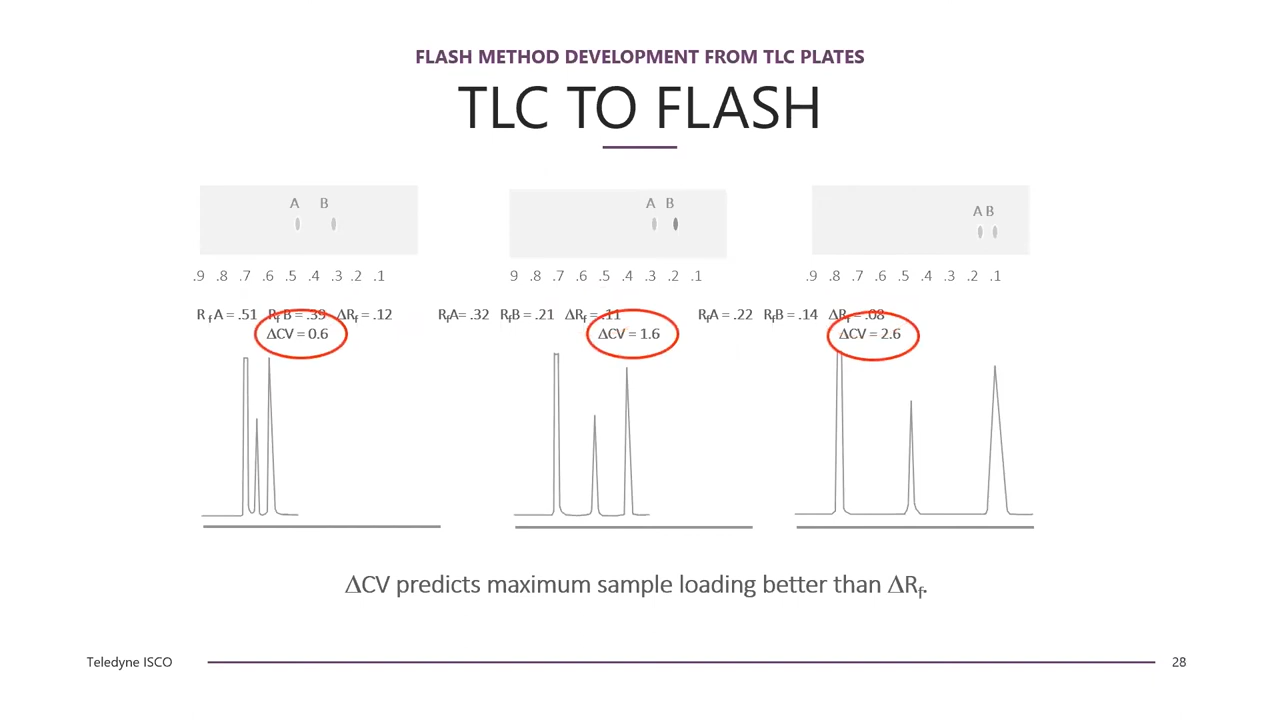 FLASH METHOD DEVELOPMENT FROM TLC PLATES
TLC TO FLASH
A B
.9 .8 .7 .6 .5 .4 .3 .2 .1
RfA = .51 RfB = .39 ΔRf = .12
ΔCV = 0.6
A B
9 .8 .7 .6 .5 .4 .3 .2 .1
RfA= .32 RfB = .21 ΔRf = .11
ΔCV = 1.6
A B
.9 .8 .7 .6 .5 .4 .3 .2 .1
RfA = .22 RfB = .14 ΔRf = .08
ΔCV = 2.6
ΔCV predicts maximum sample loading better than ΔRf.
Teledyne ISCO
28